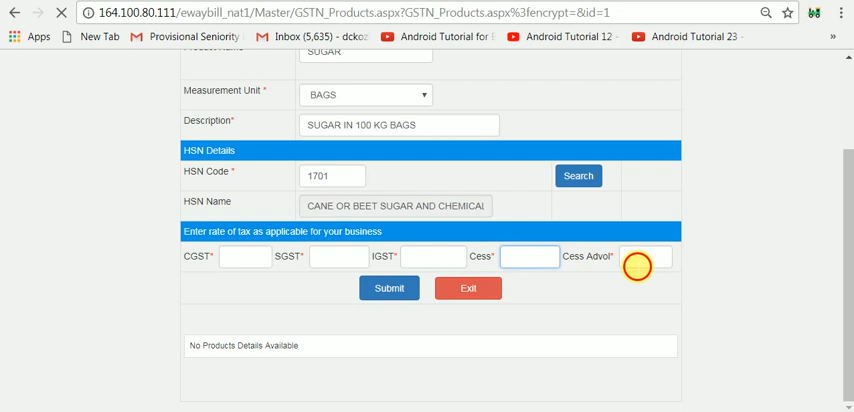 164.100.80.111/ewaybill_nat1/Master/GSTN_Products.aspx?GSTN_Products.aspx%3fencrypt=&id=1
Apps New Tab Provisional Seniority Inbox (5,635) - dckoz Android Tutorial for B Android Tutorial 12 - Android Tutorial 23 - »
Product Name SUGAR
Measurement Unit * BAGS
Description* SUGAR IN 100 KG BAGS
HSN Details
HSN Code * 1701 Search
HSN Name CANE OR BEET SUGAR AND CHEMICAL
Enter rate of tax as applicable for your business
CGST* SGST* IGST* Cess* Cess Advol*
Submit Exit
No Products Details Available